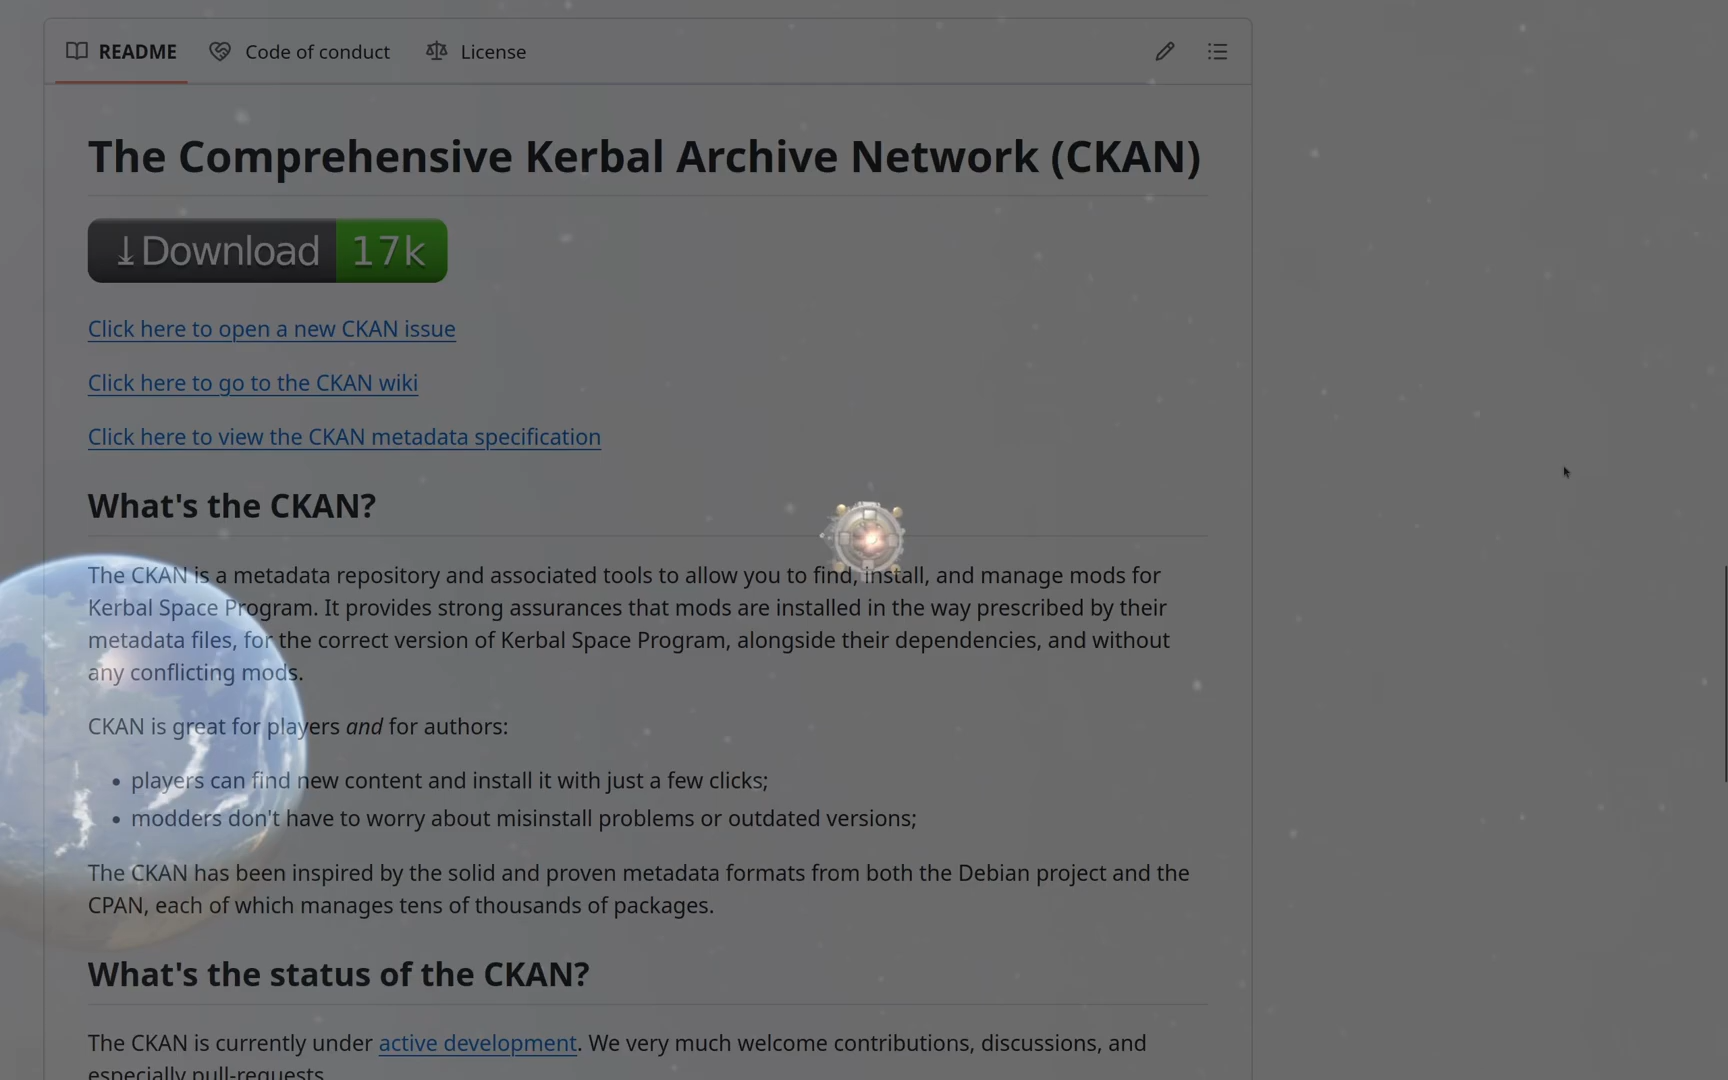 README Code of conduct License
The Comprehensive Kerbal Archive Network (CKAN)
Download 17k
Click here to open a new CKAN issue
Click here to go to the CKAN wiki
Click here to view the CKAN metadata specification
What's the CKAN?
The CKAN is a metadata repository and associated tools to allow you to find, install, and manage mods for
Kerbal Space Program. It provides strong assurances that mods are installed in the way prescribed by their
metadata files, for the correct version of Kerbal Space Program, alongside their dependencies, and without
any conflicting mods.
CKAN is great for players and for authors:
• players can find new content and install it with just a few clicks;
• modders don't have to worry about misinstall problems or outdated versions;
The CKAN has been inspired by the solid and proven metadata formats from both the Debian project and the
CPAN, each of which manages tens of thousands of packages.
What's the status of the CKAN?
The CKAN is currently under active development. We very much welcome contributions, discussions, and
especially pull-requests.